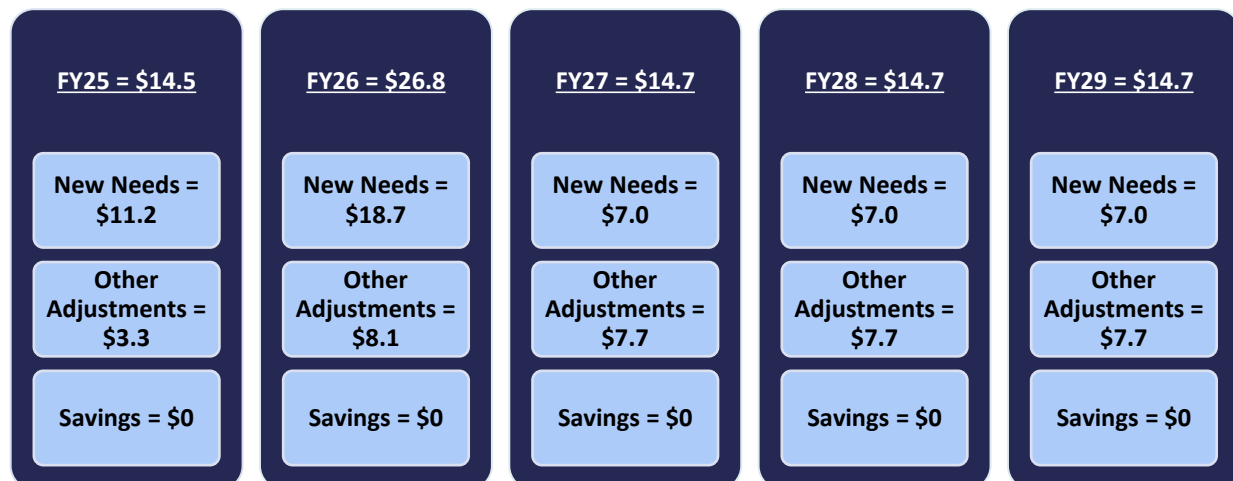 FY25 = $14.5
New Needs =
$11.2
Other
Adjustments =
$3.3
Savings = $0
FY26 = $26.8
New Needs =
$18.7
Other
Adjustments =
$8.1
Savings = $0
FY27 = $14.7
New Needs =
$7.0
Other
Adjustments =
$7.7
Savings = $0
FY28 = $14.7
New Needs =
$7.0
Other
Adjustments =
$7.7
Savings = $0
FY29 = $14.7
New Needs =
$7.0
Other
Adjustments =
$7.7
Savings = $0